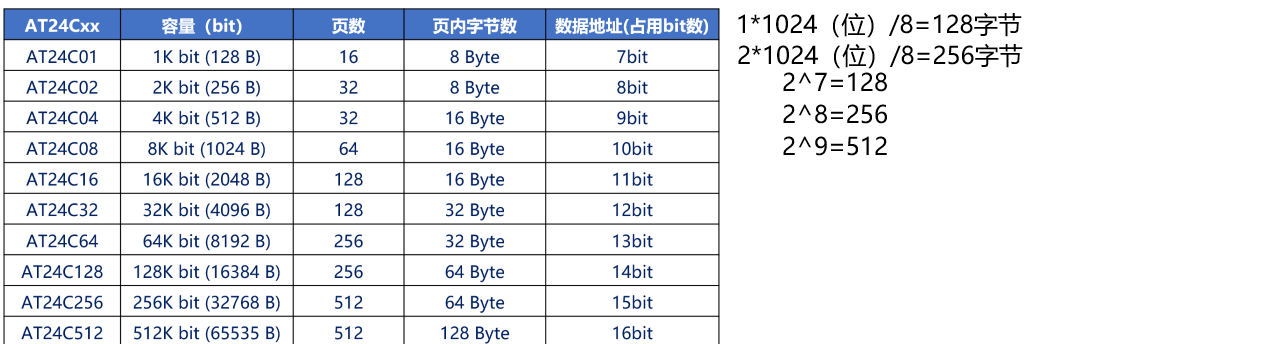 AT24Cxx 容量（bit） 页数 页内字节数 数据地址(占用bit数)
AT24C01 1K bit (128 B) 16 8 Byte 7bit
AT24C02 2K bit (256 B) 32 8 Byte 8bit
AT24C04 4K bit (512 B) 32 16 Byte 9bit
AT24C08 8K bit (1024 B) 64 16 Byte 10bit
AT24C16 16K bit (2048 B) 128 16 Byte 11bit
AT24C32 32K bit (4096 B) 128 32 Byte 12bit
AT24C64 64K bit (8192 B) 256 32 Byte 13bit
AT24C128 128K bit (16384 B) 256 64 Byte 14bit
AT24C256 256K bit (32768 B) 512 64 Byte 15bit
AT24C512 512K bit (65535 B) 512 128 Byte 16bit
1*1024（位）/8=128字节
2*1024（位）/8=256字节
2^7=128
2^8=256
2^9=512